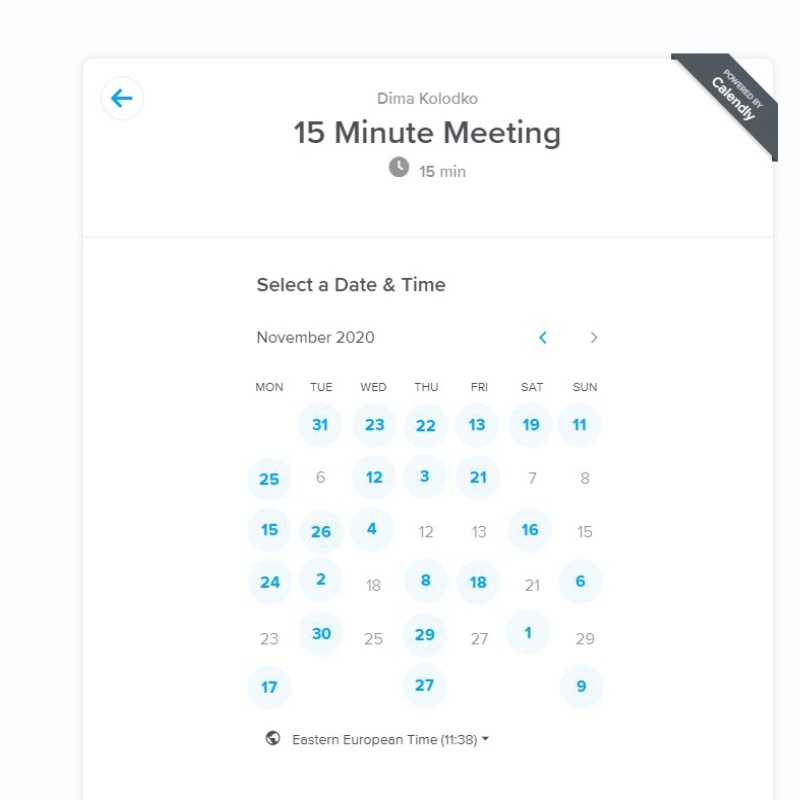 POWERED BY
Calendly
Dima Kolodko
15 Minute Meeting
15 min
Select a Date & Time
November 2020
MON TUE WED THU FRI SAT SUN
31 23 22 13 19 11
25 6 12 3 21 7 8
15 26 4 12 13 16 15
24 2 18 8 18 21 6
23 30 25 29 27 1 29
17 27 9
Eastern European Time (11:38)